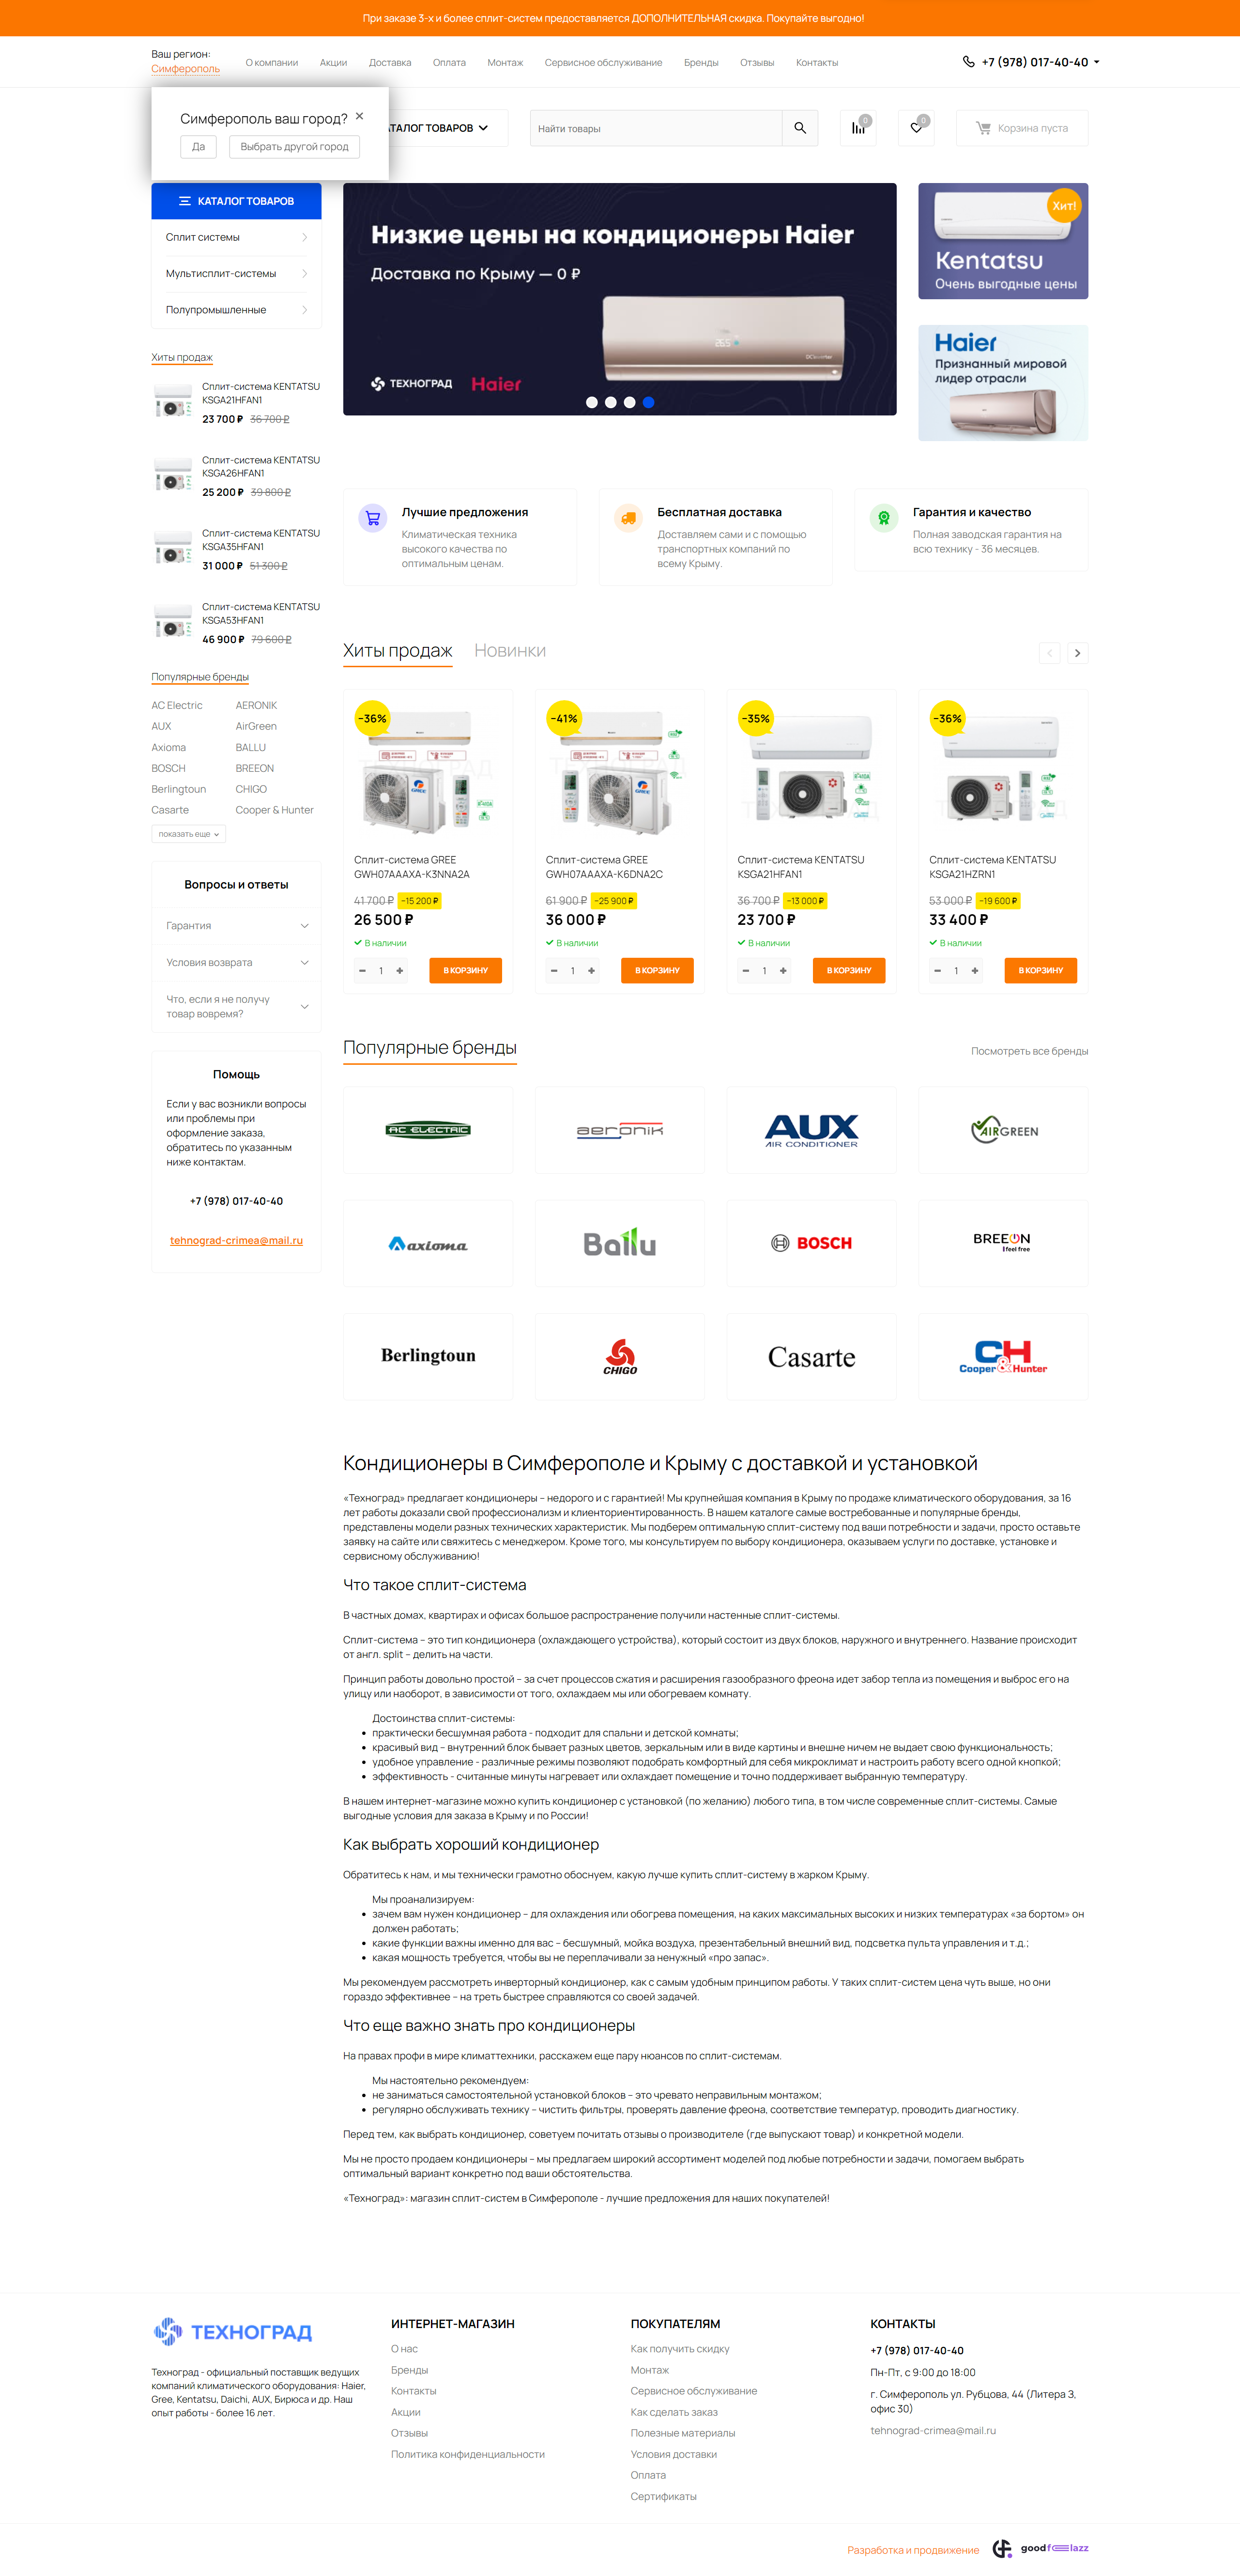 При заказе 3-х и более сплит-систем предоставляется ДОПОЛНИТЕЛЬНАЯ скидка. Покупайте выгодно!
Ваш регион:
Симферополь
О компании
Акции
Доставка
Оплата
Монтаж
Сервисное обслуживание
Бренды
Отзывы
Контакты
+7 (978) 017-40-40
Симферополь ваш город?
Да
Выбрать другой город
ТАЛОГ ТОВАРОВ
Найти товары
0
0
Корзина пуста
КАТАЛОГ ТОВАРОВ
Сплит системы
Мультисплит-системы
Полупромышленные
Низкие цены на кондиционеры Haier
Доставка по Крыму — 0 ₽
ТЕХНОГРАД
Haier
Хит!
Kentatsu
Очень выгодные цены
Haier
Признанный мировой
лидер отрасли
Хиты продаж
Сплит-система KENTATSU
KSGA21HFAN1
23 700 ₽ 36 700 ₽
Сплит-система KENTATSU
KSGA26HFAN1
25 200 ₽ 39 800 ₽
Сплит-система KENTATSU
KSGA35HFAN1
31 000 ₽ 51 300 ₽
Сплит-система KENTATSU
KSGA53HFAN1
46 900 ₽ 79 600 ₽
Популярные бренды
AC Electric AERONIK
AUX AirGreen
Axioma BALLU
BOSCH BREEON
Berlingtoun CHIGO
Casarte Cooper & Hunter
показать еще
Вопросы и ответы
Гарантия
Условия возврата
Что, если я не получу
товар вовремя?
Помощь
Если у вас возникли вопросы
или проблемы при
оформление заказа,
обратитесь по указанным
ниже контактам.
+7 (978) 017-40-40
tehnograd-crimea@mail.ru
Лучшие предложения
Климатическая техника
высокого качества по
оптимальным ценам.
Бесплатная доставка
Доставляем сами и с помощью
транспортных компаний по
всему Крыму.
Гарантия и качество
Полная заводская гарантия на
всю технику - 36 месяцев.
Хиты продаж
Новинки
−36%
Сплит-система GREE
GWH07AAAXA-K3NNA2A
41 700 ₽ −15 200 ₽
26 500 ₽
В наличии
1
В КОРЗИНУ
−41%
Сплит-система GREE
GWH07AAAXA-K6DNA2C
61 900 ₽ −25 900 ₽
36 000 ₽
В наличии
1
В КОРЗИНУ
−35%
Сплит-система KENTATSU
KSGA21HFAN1
36 700 ₽ −13 000 ₽
23 700 ₽
В наличии
1
В КОРЗИНУ
−36%
Сплит-система KENTATSU
KSGA21HZRN1
53 000 ₽ −19 600 ₽
33 400 ₽
В наличии
1
В КОРЗИНУ
Популярные бренды
Посмотреть все бренды
AC ELECTRIC
aeronik
AUX
AIR CONDITIONER
AIRGREEN
axioma
Ballu
BOSCH
BREEON
feel free
Berlingtoun
CHIGO
Casarte
CH
Cooper & Hunter
Кондиционеры в Симферополе и Крыму с доставкой и установкой
«Техноград» предлагает кондиционеры – недорого и с гарантией! Мы крупнейшая компания в Крыму по продаже климатического оборудования, за 16
лет работы доказали свой профессионализм и клиенториентированность. В нашем каталоге самые востребованные и популярные бренды,
представлены модели разных технических характеристик. Мы подберем оптимальную сплит-систему под ваши потребности и задачи, просто оставьте
заявку на сайте или свяжитесь с менеджером. Кроме того, мы консультируем по выбору кондиционера, оказываем услуги по доставке, установке и
сервисному обслуживанию!
Что такое сплит-система
В частных домах, квартирах и офисах большое распространение получили настенные сплит-системы.
Сплит-система – это тип кондиционера (охлаждающего устройства), который состоит из двух блоков, наружного и внутреннего. Название происходит
от англ. split – делить на части.
Принцип работы довольно простой – за счет процессов сжатия и расширения газообразного фреона идет забор тепла из помещения и выброс его на
улицу или наоборот, в зависимости от того, охлаждаем мы или обогреваем комнату.
Достоинства сплит-системы:
• практически бесшумная работа - подходит для спальни и детской комнаты;
• красивый вид – внутренний блок бывает разных цветов, зеркальным или в виде картины и внешне ничем не выдает свою функциональность;
• удобное управление - различные режимы позволяют подобрать комфортный для себя микроклимат и настроить работу всего одной кнопкой;
• эффективность - считанные минуты нагревает или охлаждает помещение и точно поддерживает выбранную температуру.
В нашем интернет-магазине можно купить кондиционер с установкой (по желанию) любого типа, в том числе современные сплит-системы. Самые
выгодные условия для заказа в Крыму и по России!
Как выбрать хороший кондиционер
Обратитесь к нам, и мы технически грамотно обоснуем, какую лучше купить сплит-систему в жарком Крыму.
Мы проанализируем:
• зачем вам нужен кондиционер – для охлаждения или обогрева помещения, на каких максимальных высоких и низких температурах «за бортом» он
должен работать;
• какие функции важны именно для вас – бесшумный, мойка воздуха, презентабельный внешний вид, подсветка пульта управления и т.д.;
• какая мощность требуется, чтобы вы не переплачивали за ненужный «про запас».
Мы рекомендуем рассмотреть инверторный кондиционер, как с самым удобным принципом работы. У таких сплит-систем цена чуть выше, но они
гораздо эффективнее – на треть быстрее справляются со своей задачей.
Что еще важно знать про кондиционеры
На правах профи в мире климаттехники, расскажем еще пару нюансов по сплит-системам.
Мы настоятельно рекомендуем:
• не заниматься самостоятельной установкой блоков – это чревато неправильным монтажом;
• регулярно обслуживать технику – чистить фильтры, проверять давление фреона, соответствие температур, проводить диагностику.
Перед тем, как выбрать кондиционер, советуем почитать отзывы о производителе (где выпускают товар) и конкретной модели.
Мы не просто продаем кондиционеры – мы предлагаем широкий ассортимент моделей под любые потребности и задачи, помогаем выбрать
оптимальный вариант конкретно под ваши обстоятельства.
«Техноград»: магазин сплит-систем в Симферополе - лучшие предложения для наших покупателей!
ТЕХНОГРАД
Техноград - официальный поставщик ведущих
компаний климатического оборудования: Haier,
Gree, Kentatsu, Daichi, AUX, Бирюса и др. Наш
опыт работы - более 16 лет.
ИНТЕРНЕТ-МАГАЗИН
О нас
Бренды
Контакты
Акции
Отзывы
Политика конфиденциальности
ПОКУПАТЕЛЯМ
Как получить скидку
Монтаж
Сервисное обслуживание
Как сделать заказ
Полезные материалы
Условия доставки
Оплата
Сертификаты
КОНТАКТЫ
+7 (978) 017-40-40
Пн-Пт, с 9:00 до 18:00
г. Симферополь ул. Рубцова, 44 (Литера 3,
офис 30)
tehnograd-crimea@mail.ru
Разработка и продвижение